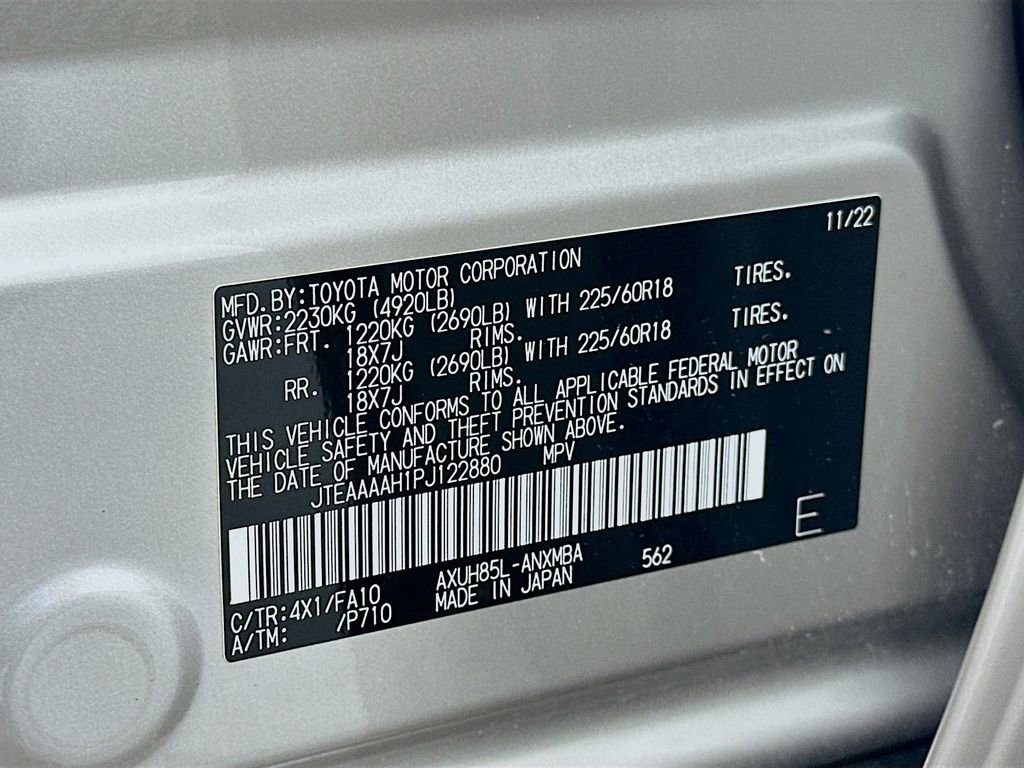 11/22
MFD.BY:TOYOTA MOTOR CORPORATION
GVWR:2230KG (4920LB)
GAWR:FRT. 1220KG (2690LB) WITH 225/60R18 TIRES.
18X7J RIMS.
RR. 1220KG (2690LB) WITH 225/60R18 TIRES.
18X7J RIMS.
THIS VEHICLE CONFORMS TO ALL APPLICABLE FEDERAL MOTOR
VEHICLE SAFETY AND THEFT PREVENTION STANDARDS IN EFFECT ON
THE DATE OF MANUFACTURE SHOWN ABOVE.
JTEAAAAH1PJ122880 MPV
E
C/TR:4X1/FA10 AXUH85L-ANXMBA 562
A/TM: /P710 MADE IN JAPAN